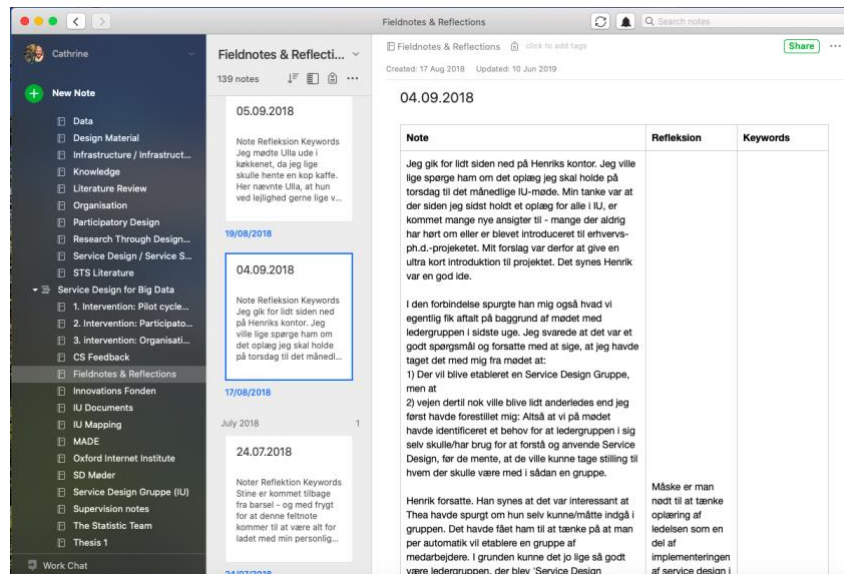 Fieldnotes & Reflections
Search notes
Cathrine
New Note
Data
Design Material
Infrastructure / Infrastruct...
Knowledge
Literature Review
Organisation
Participatory Design
Research Through Design...
Service Design / Service S...
STS Literature
Service Design for Big Data
1. Intervention: Pilot cycle...
2. Intervention: Participato...
3. intervention: Organisati...
CS Feedback
Fieldnotes & Reflections
Innovations Fonden
IU Documents
IU Mapping
MADE
Oxford Internet Institute
SD Møder
Service Design Gruppe (IU)
Supervision notes
The Statistic Team
Thesis 1
Work Chat
Fieldnotes & Reflecti...
139 notes
05.09.2018
Note Refleksion Keywords
Jeg mødte Ulla ude i
køkkenet, da jeg lige
skulle hente en kop kaffe.
Her nævnte Ulla, at hun
ved lejlighed gerne lige v...
19/08/2018
04.09.2018
Note Refleksion Keywords
Jeg gik for lidt siden ned
på Henriks kontor. Jeg
ville lige spørge ham om
det oplæg jeg skal holde
på torsdag til det månedl...
17/08/2018
July 2018 1
24.07.2018
Noter Reflektion Keywords
Stine er kommet tilbage
fra barsel - og med frygt
for at denne feltnote
kommer til at være alt for
ladet med min personlig...
24/07/2018
Fieldnotes & Reflections click to add tags
Share
Created: 17 Aug 2018 Updated: 10 Jun 2019
04.09.2018
Note Refleksion Keywords
Jeg gik for lidt siden ned på Henriks kontor. Jeg ville
lige spørge ham om det oplæg jeg skal holde på
torsdag til det månedlige IU-møde. Min tanke var at
der siden jeg sidst holdt et oplæg for alle i IU, er
kommet mange nye ansigter til - mange der aldrig
har hørt om eller er blevet introduceret til erhvervs-
ph.d.-projeketet. Mit forslag var derfor at give en
ultra kort introduktion til projektet. Det synes Henrik
var en god ide.
I den forbindelse spurgte han mig også hvad vi
egentlig fik aftalt på baggrund af mødet med
ledergruppen i sidste uge. Jeg svarede at det var et
godt spørgsmål og forsatte med at sige, at jeg havde
taget det med mig fra mødet at:
1) Der vil blive etableret en Service Design Gruppe,
men at
2) vejen dertil nok ville blive lidt anderledes end jeg
først havde forestillet mig: Altså at vi på mødet
havde identificeret et behov for at ledergruppen i sig
selv skulle/har brug for at forstå og anvende Service
Design, før de mente, at de ville kunne tage stilling til
hvem der skulle være med i sådan en gruppe.
Henrik forsatte. Han synes at det var interessant at
Thea havde spurgt om hun selv kunne/måtte indgå i
gruppen. Det havde fået ham til at tænke på at man
per automatik vil etablere en gruppe af
medarbejdere. I grunden kunne det jo lige så godt
være ledergruppen, der blev 'Service Design
Måske er man
nødt til at tænke
oplæring af
ledelsen som en
del af
implementeringen
af service design i